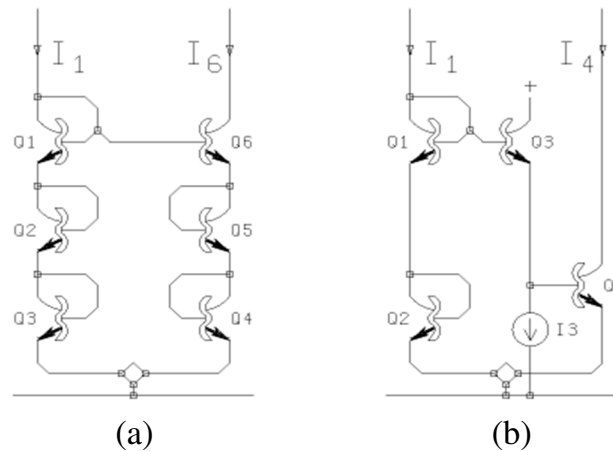 I1 I6 I1 I4
+
Q1 Q6 Q1 Q3
Q2 Q5
Q3 Q4 Q2 I3
(a) (b)